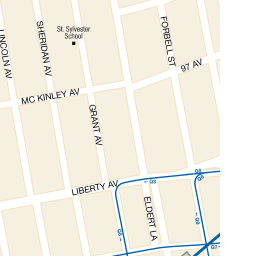 St. Sylvester
School
FORBELL ST
SHERIDAN AV
LINCOLN AV
97 AV
MC KINLEY AV
GRANT AV
LIBERTY AV
ELDERT LA